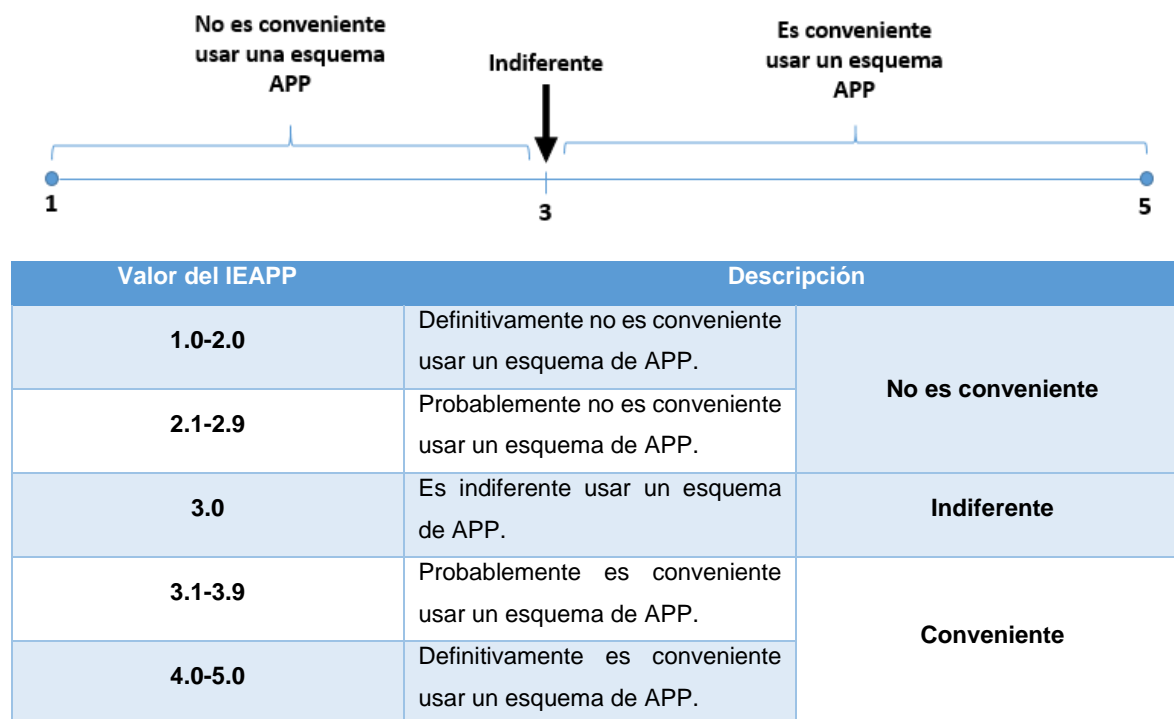 No es conveniente
usar una esquema
APP
Indiferente
Es conveniente
usar un esquema
APP
1
3
5
Valor del IEAPP
Descripción
1.0-2.0
Definitivamente no es conveniente
usar un esquema de APP.
No es conveniente
2.1-2.9
Probablemente no es conveniente
usar un esquema de APP.
3.0
Es indiferente usar un esquema
de APP.
Indiferente
3.1-3.9
Probablemente es conveniente
usar un esquema de APP.
Conveniente
4.0-5.0
Definitivamente es conveniente
usar un esquema de APP.